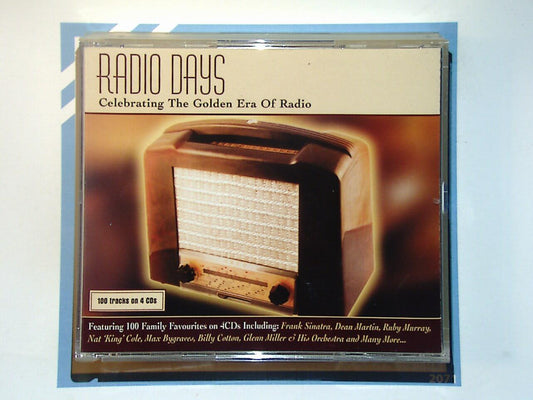 RADIO DAYS
Celebrating The Golden Era Of Radio
100 tracks on 4 CDs
Featuring 100 Family Favourites on 4CDs Including: Frank Sinatra, Dean Martin, Ruby Murray,
Nat 'King' Cole, Max Bygraves, Billy Cotton, Glenn Miller & His Orchestra and Many More...